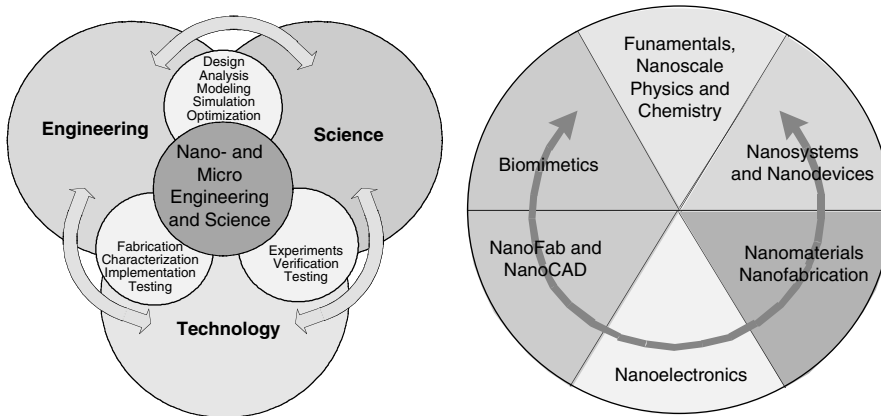 Design
Analysis
Modeling
Simulation
Optimization
Engineering
Science
Nano- and
Micro
Engineering
and Science
Fabrication
Characterization
Implementation
Testing
Experiments
Verification
Testing
Technology
Funamentals,
Nanoscale
Physics and
Chemistry
Biomimetics
Nanosystems
and Nanodevices
NanoFab and
NanoCAD
Nanomaterials
Nanofabrication
Nanoelectronics